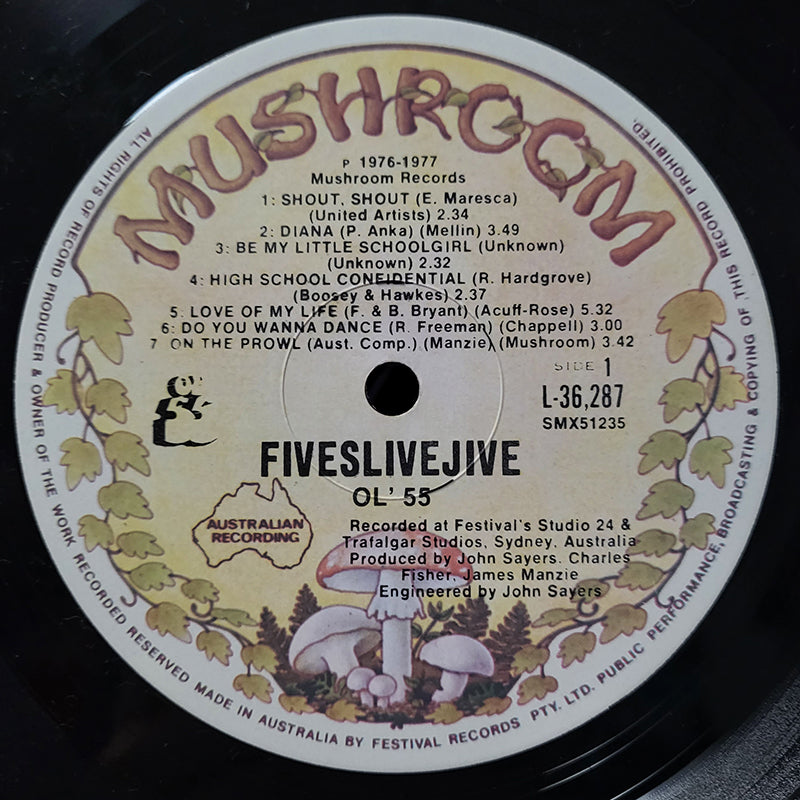 MUSHROOM
P 1976-1977
Mushroom Records
1: SHOUT, SHOUT (E. Maresca)
(United Artists) 2.34
2: DIANA (P. Anka) (Mellin) 3.49
3: BE MY LITTLE SCHOOLGIRL (Unknown)
(Unknown) 2.32
4: HIGH SCHOOL CONFIDENTIAL (R. Hardgrove)
(Boosey & Hawkes) 2.37
5: LOVE OF MY LIFE (F. & B. Bryant) (Acuff-Rose) 5.32
6: DO YOU WANNA DANCE (R. Freeman) (Chappell) 3.00
7 ON THE PROWL (Aust. Comp.) (Manzie) (Mushroom) 3.42
SIDE 1
L-36,287
SMX51235
OL' 55
FIVESLIVEJIVE
OL' 55
AUSTRALIAN
RECORDING
Recorded at Festival's Studio 24 &
Trafalgar Studios, Sydney, Australia
Produced by John Sayers, Charles
Fisher, James Manzie
Engineered by John Sayers
ALL RIGHTS OF RECORD PRODUCER & OWNER OF THE WORK RECORDED RESERVED MADE IN AUSTRALIA BY FESTIVAL RECORDS PTY. LTD. PUBLIC PERFORMANCE, BROADCASTING & COPYING OF THIS RECORD PROHIBITED.